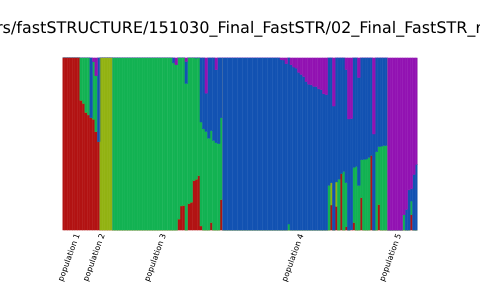 rs/fastSTRUCTURE/151030_Final_FastSTR/02_Final_FastSTR_r
population 1
population 2
population 3
population 4
population 5